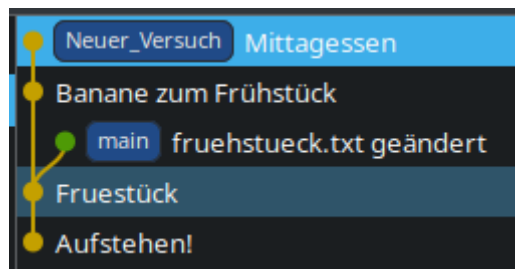 Neuer_Versuch Mittagessen
Banane zum Frühstück
main fruehstueck.txt geändert
Fruestück
Aufstehen!